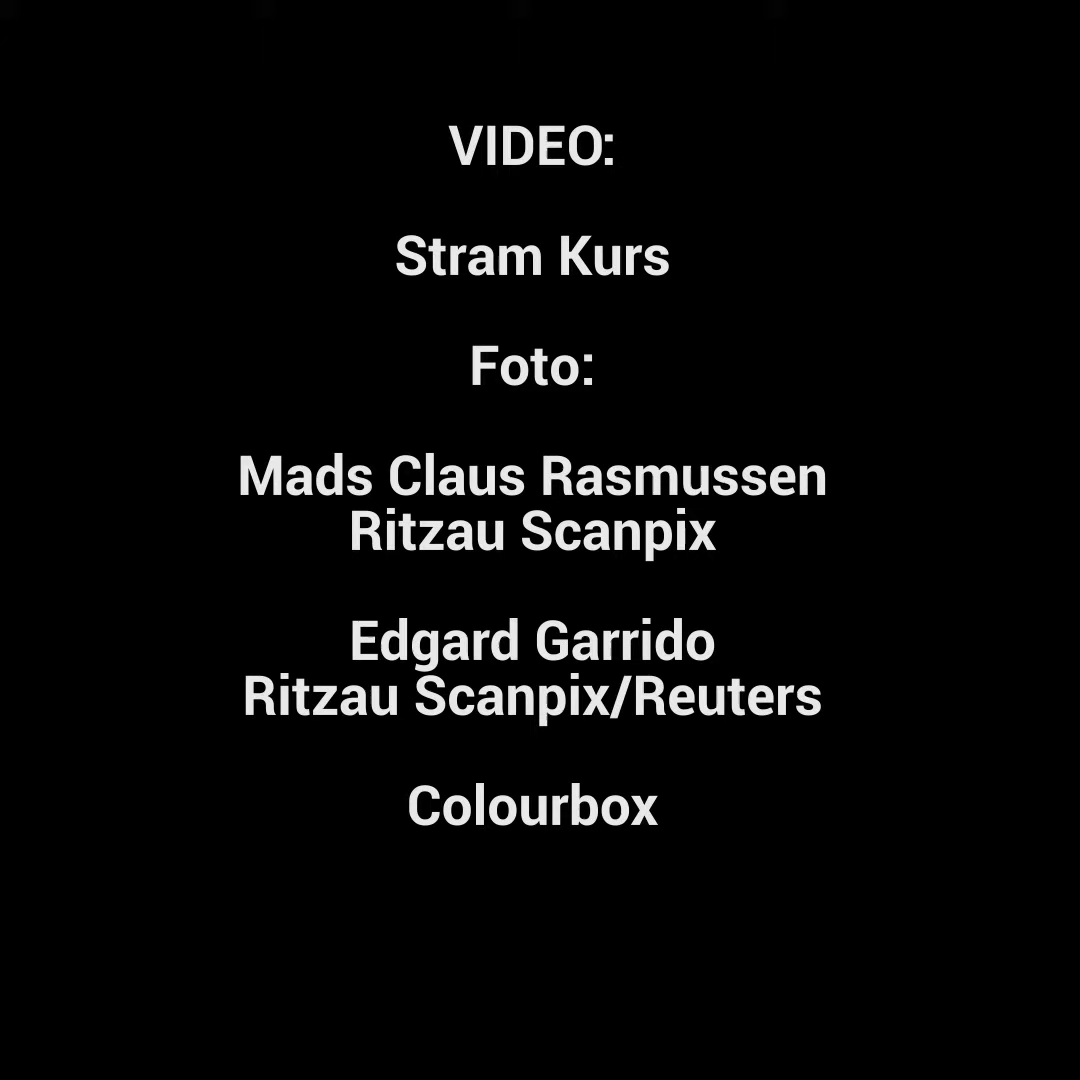 VIDEO:
Stram Kurs
Foto:
Mads Claus Rasmussen
Ritzau Scanpix
Edgard Garrido
Ritzau Scanpix/Reuters
Colourbox